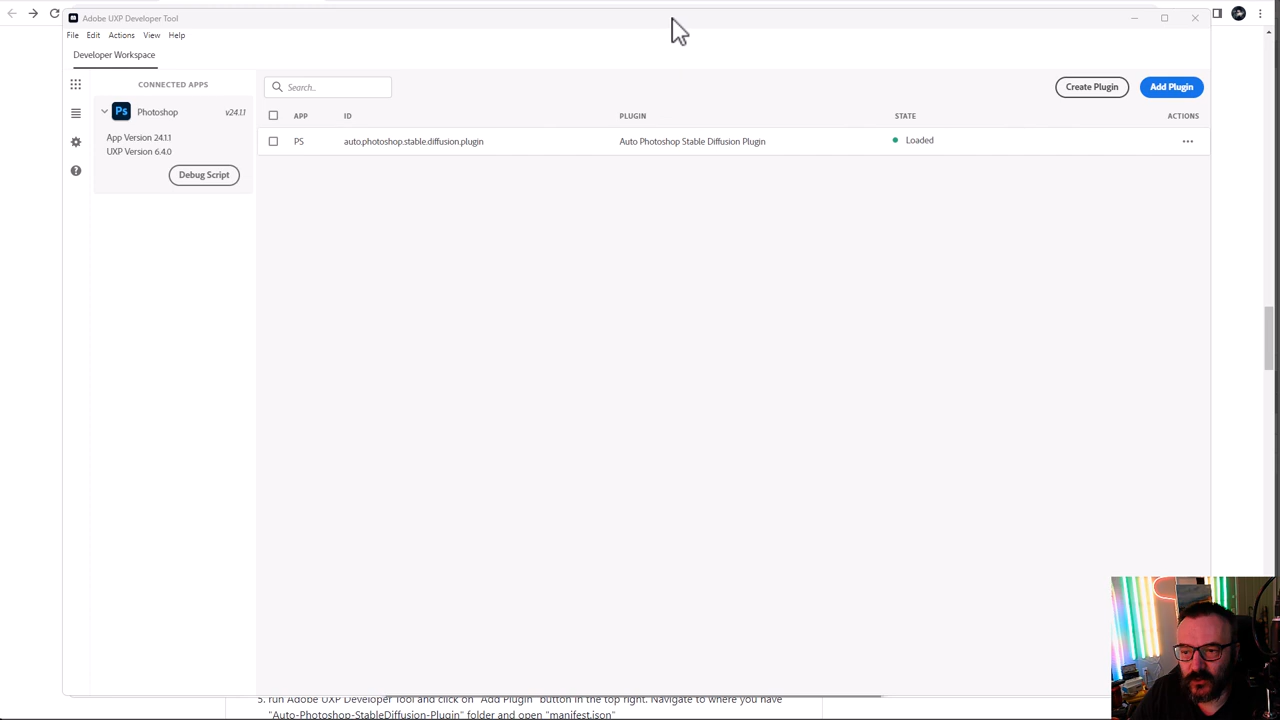 Adobe UXP Developer Tool
File Edit Actions View Help
Developer Workspace
CONNECTED APPS
Search..
Create Plugin
Add Plugin
Ps Photoshop v24.1.1
APP ID PLUGIN STATE ACTIONS
App Version 24.1.1
PS auto.photoshop.stable.diffusion.plugin Auto Photoshop Stable Diffusion Plugin Loaded
UXP Version 6.4.0
Debug Script
5. run Adobe UXP Developer Tool and click on "Add Plugin" button in the top right. Navigate to where you have
"Auto-Photoshop-StableDiffusion-Plugin" folder and open "manifest.json"